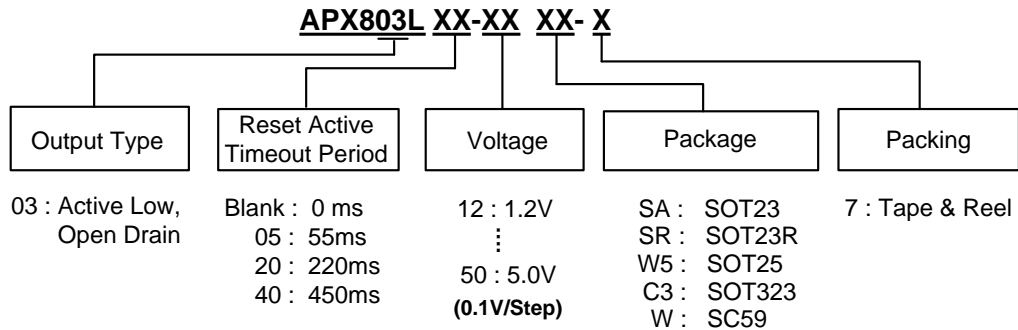 APX803L XX-XX XX- X
Output Type
Reset Active
Timeout Period
Voltage
Package
Packing
03 : Active Low,
Open Drain
Blank : 0 ms
05 : 55ms
20 : 220ms
40 : 450ms
12 : 1.2V
50 : 5.0V
(0.1V/Step)
SA : SOT23
SR : SOT23R
W5 : SOT25
C3 : SOT323
W : SC59
7 : Tape & Reel